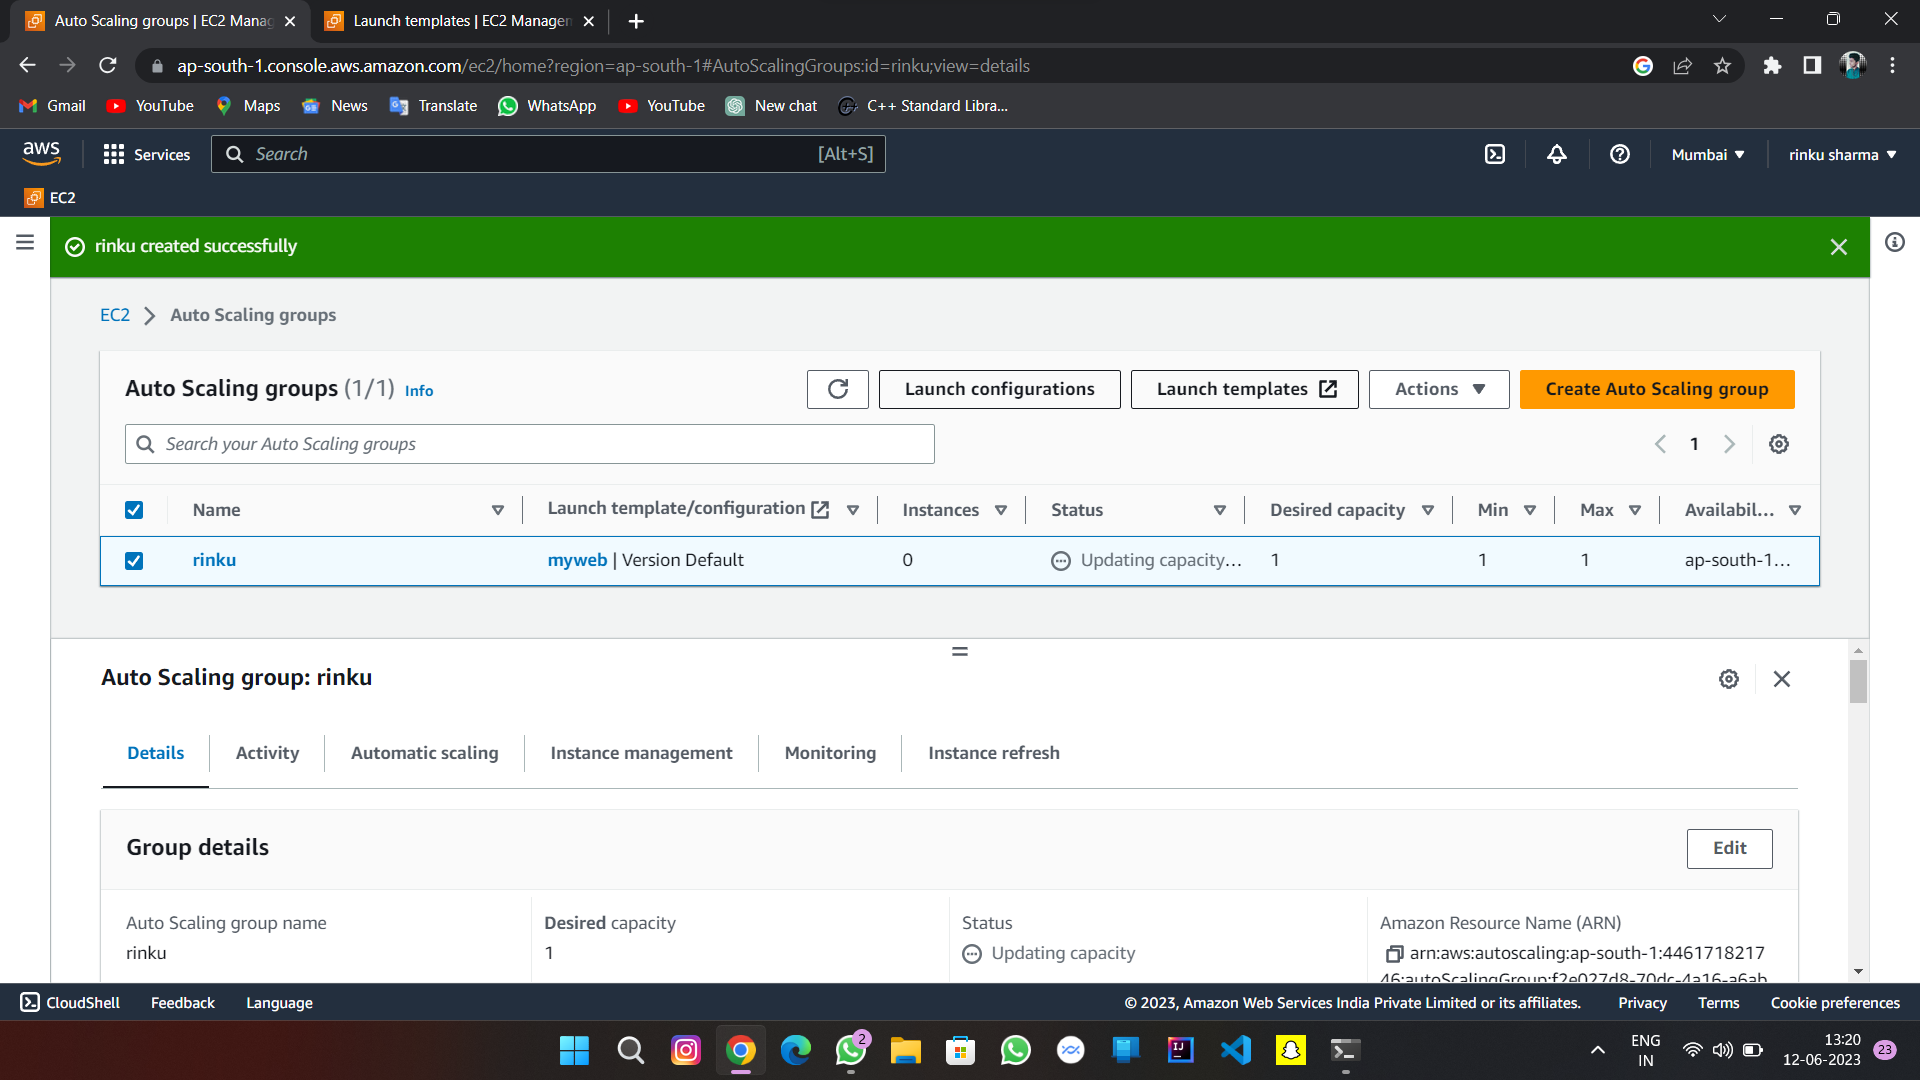 Auto Scaling groups | EC2 Manag
Launch templates | EC2 Managem
ap-south-1.console.aws.amazon.com/ec2/home?region=ap-south-1#AutoScalingGroups:id=rinku;view=details
Gmail YouTube Maps News Translate WhatsApp YouTube New chat C++ Standard Libra...
aws Services Search [Alt+S] Mumbai rinku sharma
EC2
rinku created successfully
EC2 Auto Scaling groups
Auto Scaling groups (1/1) Info Launch configurations Launch templates Actions Create Auto Scaling group
Search your Auto Scaling groups 1
Name Launch template/configuration Instances Status Desired capacity Min Max Availabil...
rinku myweb | Version Default 0 Updating capacity... 1 1 1 ap-south-1...
Auto Scaling group: rinku
Details Activity Automatic scaling Instance management Monitoring Instance refresh
Group details Edit
Auto Scaling group name Desired capacity Status Amazon Resource Name (ARN)
rinku 1 Updating capacity arn:aws:autoscaling:ap-south-1:4461718217
46:autoScalingGroup:f2e027d8-70dc-4a16-a6ab
CloudShell Feedback Language © 2023, Amazon Web Services India Private Limited or its affiliates. Privacy Terms Cookie preferences
2 ENG 13:20
IN 12-06-2023 23